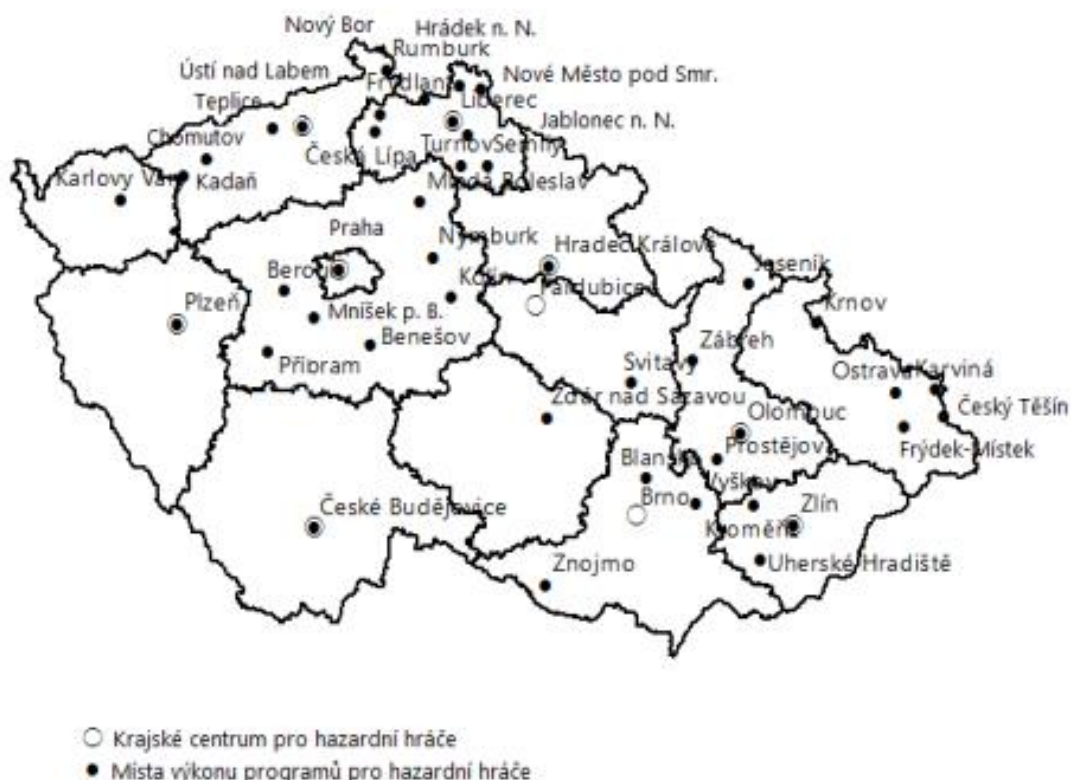 Nový Bor
Hrádek n. N.
Rumburk
Ústí nad Labem
Frýdlant
Nové Město pod Smr.
Teplice
Liberec
Jablonec n. N.
Chomutov
Česká Lípa
Turnov
Semily
Karlovy Vary
Kadaň
Mladá Boleslav
Praha
Nymburk
Hradec Králové
Beroun
Kolín
Pardubice
Jeseník
Plzeň
Mníšek p. B.
Krnov
Benešov
Zábřeh
Příbram
Svitavy
Ostrava
Karviná
Žďár nad Sázavou
Olomouc
Český Těšín
Prostějov
Frýdek-Místek
Blansko
Vyškov
Brno
Zlín
České Budějovice
Kroměříž
Znojmo
Uherské Hradiště
Krajské centrum pro hazardní hráče
Místa výkonu programů pro hazardní hráče